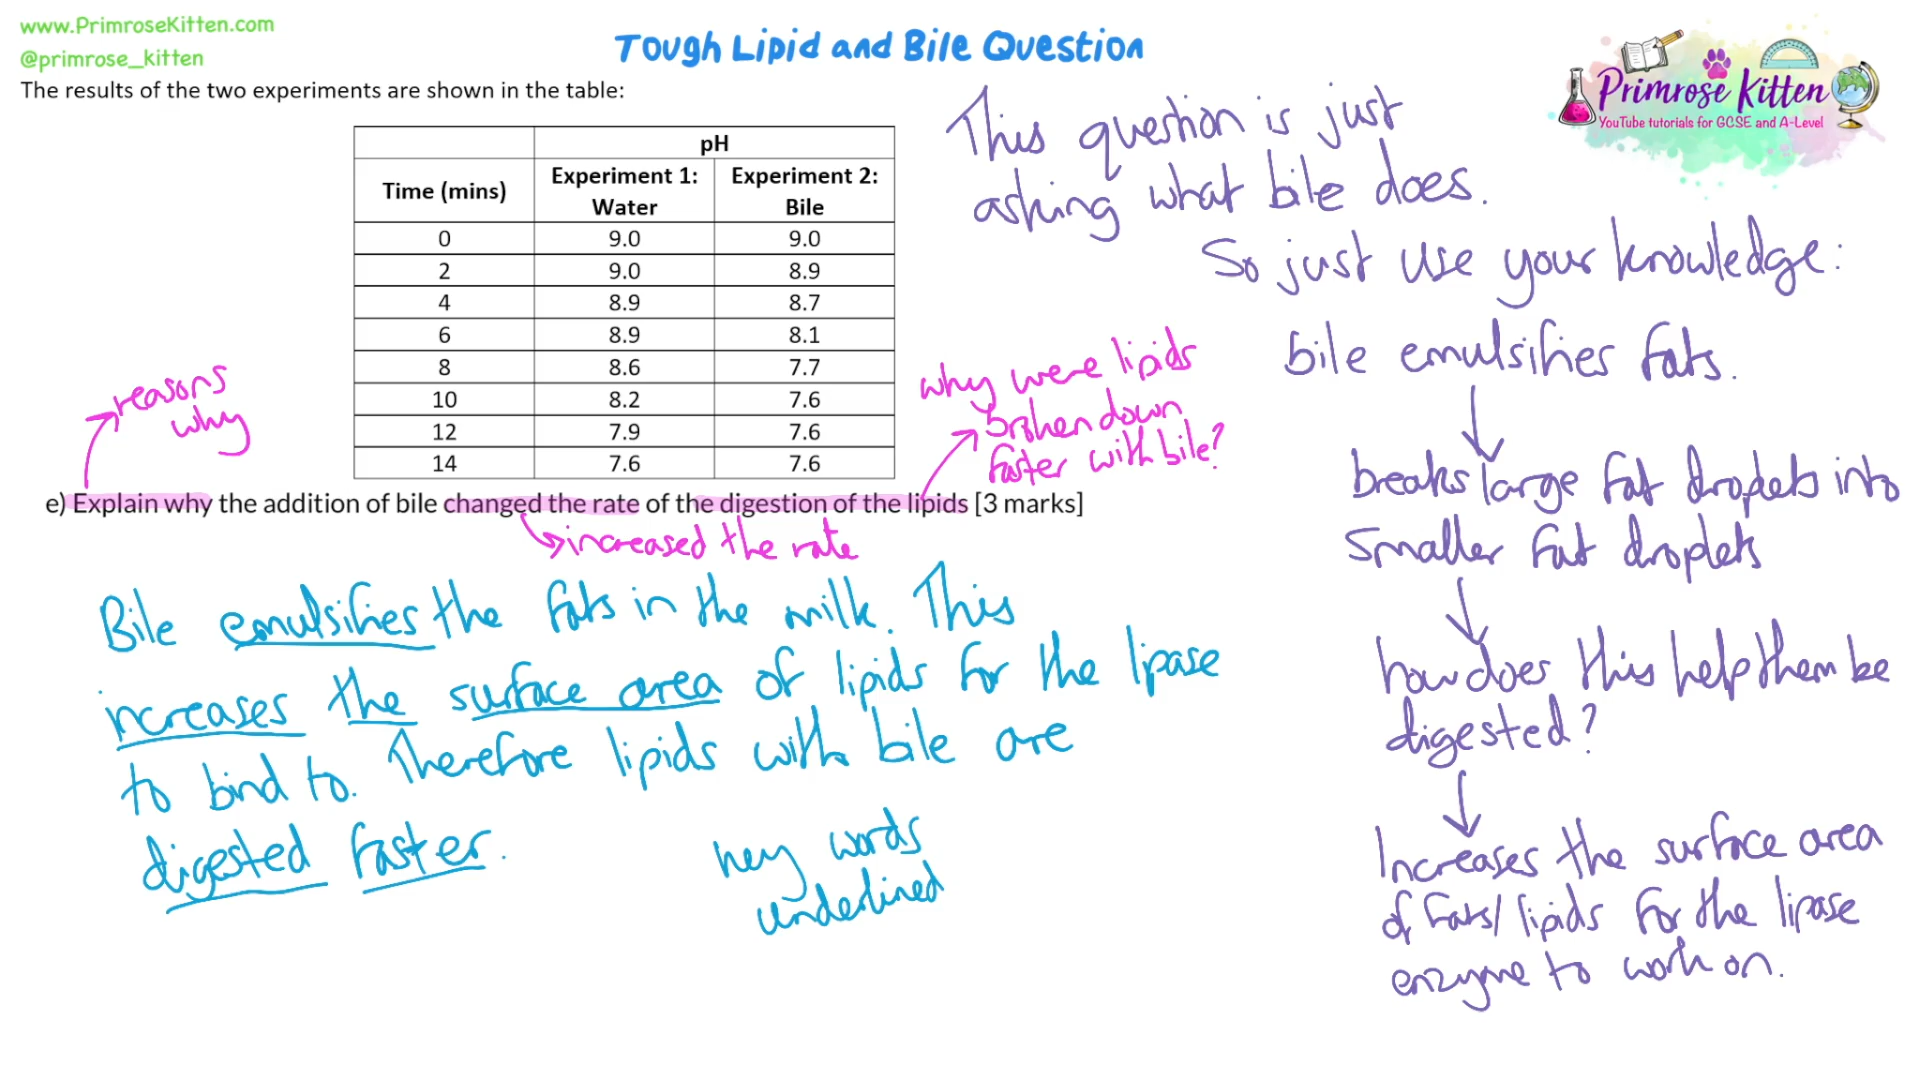 www.PrimroseKitten.com
@primrose_kitten
Tough Lipid and Bile Question
Primrose Kitten
YouTube tutorials for GCSE and A-Level
The results of the two experiments are shown in the table:
pH
Time (mins) Experiment 1: Water Experiment 2: Bile
0 9.0 9.0
2 9.0 8.9
4 8.9 8.7
6 8.9 8.1
8 8.6 7.7
10 8.2 7.6
12 7.9 7.6
14 7.6 7.6
reasons
why
why were lipids
broken down
faster with bile?
e) Explain why the addition of bile changed the rate of the digestion of the lipids [3 marks]
increased the rate
Bile emulsifies the fats in the milk. This
increases the surface area of lipids for the lipase
to bind to. Therefore lipids with bile are
digested faster.
key words
underlined
This question is just
asking what bile does.
So just use your knowledge:
bile emulsifies fats.
breaks large fat droplets into
smaller fat droplets
how does this help them be
digested?
Increases the surface area
of fats/lipids for the lipase
enzyme to work on.